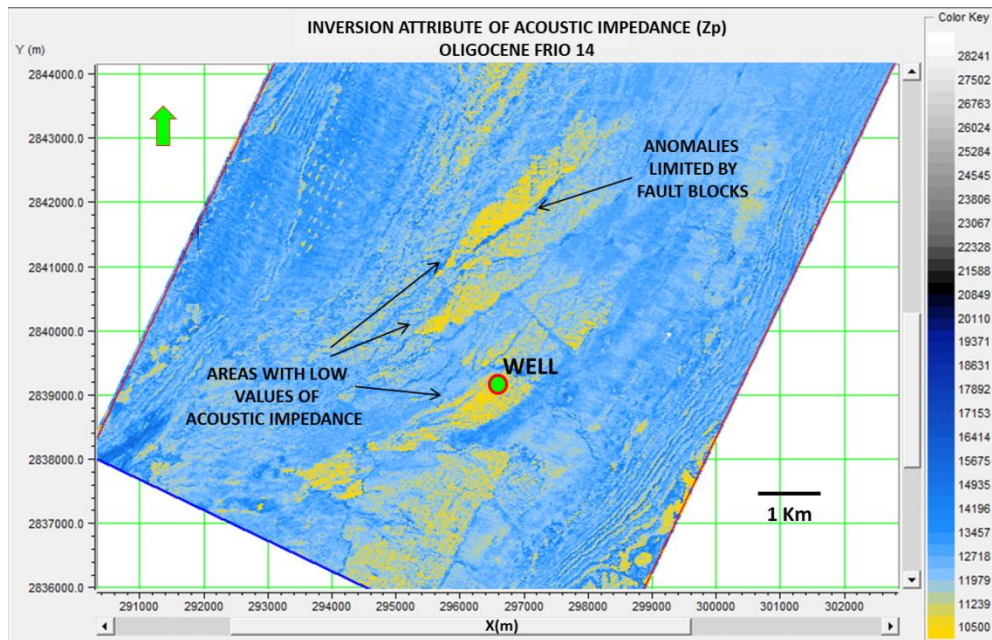 INVERSION ATTRIBUTE OF ACOUSTIC IMPEDANCE (Zp)
OLIGOCENE FRIO 14
Color Key
Y (m)
2844000.0
2843000.0
2842000.0
2841000.0
2840000.0
2839000.0
2838000.0
2837000.0
2836000.0
ANOMALIES
LIMITED BY
FAULT BLOCKS
WELL
AREAS WITH LOW
VALUES OF
ACOUSTIC IMPEDANCE
1 Km
291000 292000 293000 294000 295000 296000 297000 298000 299000 300000 301000 302000
X(m)
28241
27502
26763
26024
25284
24545
23806
23067
22328
21588
20849
20110
19371
18631
17892
17153
16414
15675
14935
14196
13457
12718
11979
11239
10500